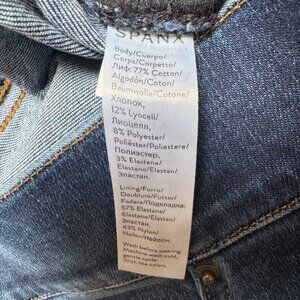 SPANX
Body/Cuerpo/
Corps/Corpetto/
Лиф: 77% Cotton/
Algodón/Coton/
Baumwolle/Cotone/
Хлопок,
12% Lyocell/
Лиоцелл,
8% Polyester/
Poliéster/Poliestere/
Полиэстер,
3% Elastane/
Elastano/Elastan/
Эластан.
Lining/Forro/
Doublure/Futter/
Fodera/Подкладка:
57% Elastane/
Elastano/Elastan/
Эластан,
43% Nylon/
Nailon/Нейлон.
Wash before wearing.
Machine wash cold,
gentle cycle.
With like colors.